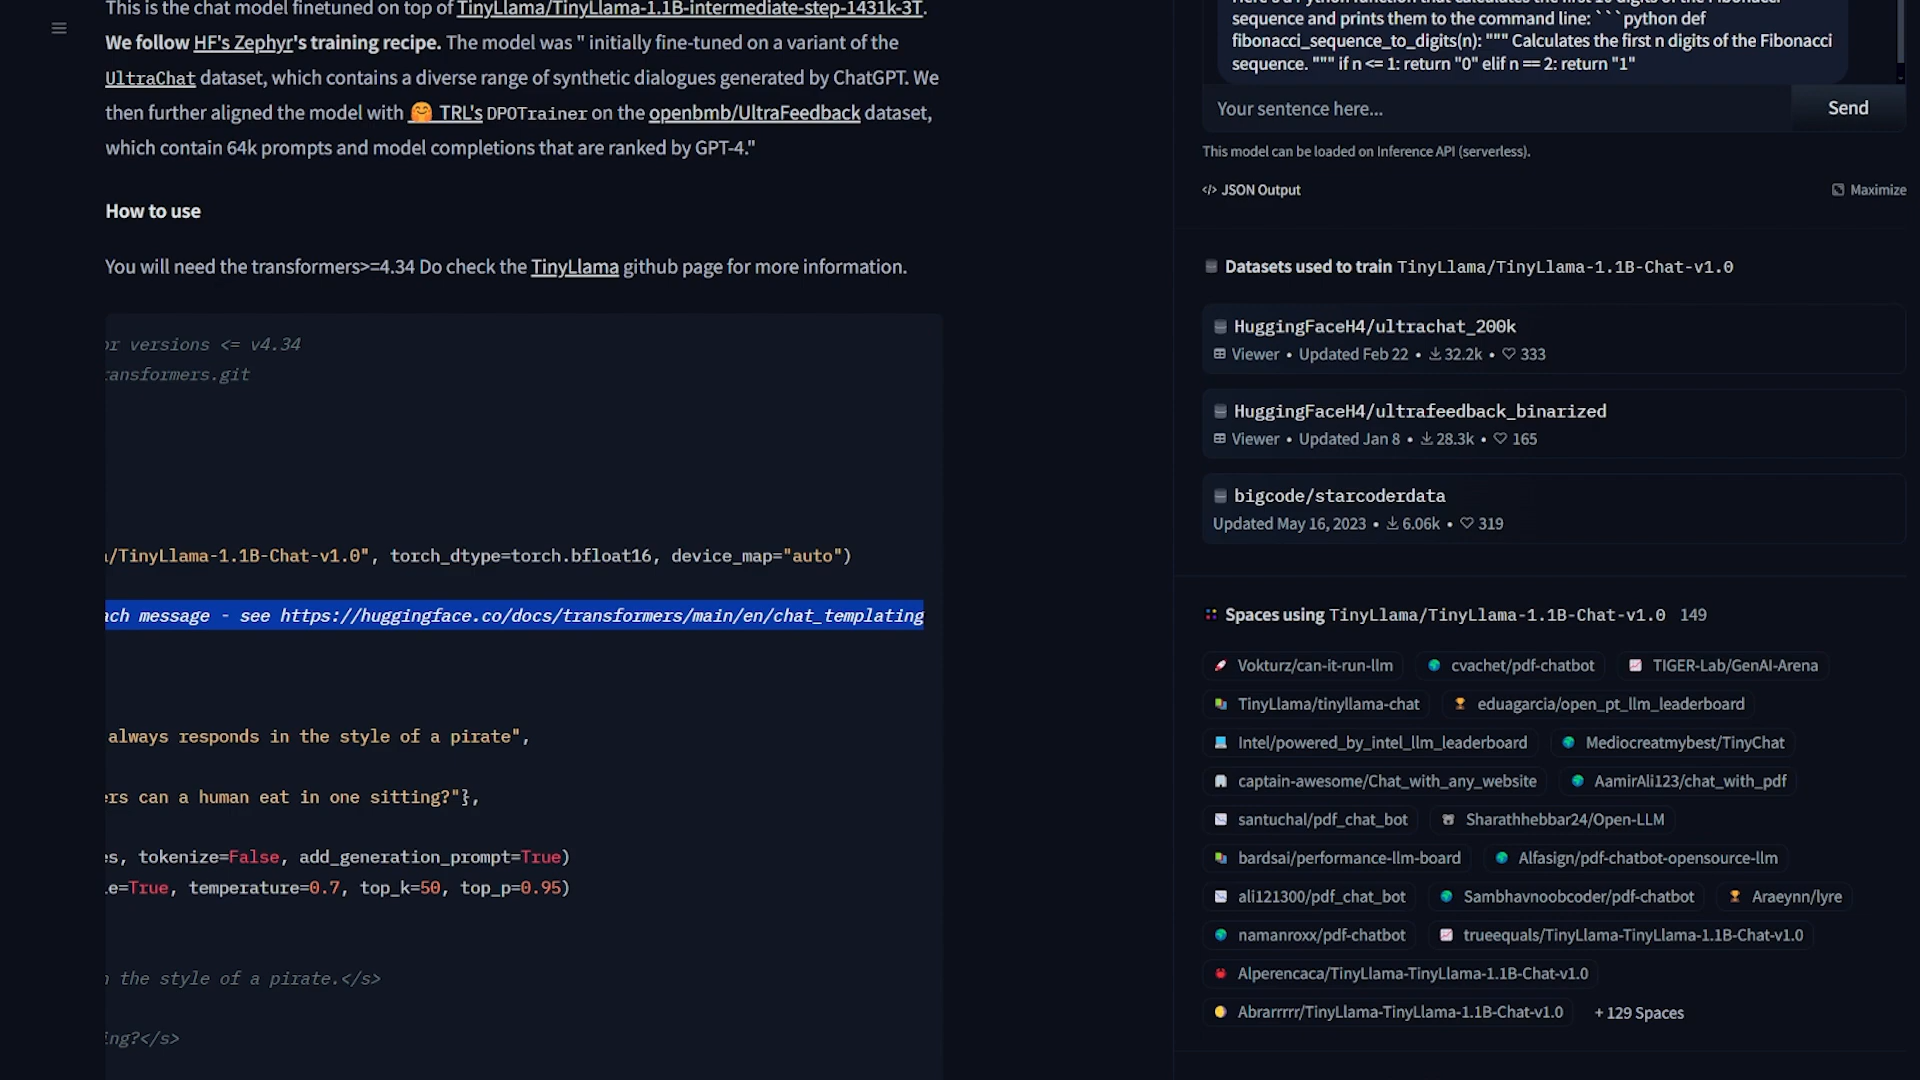 This is the chat model finetuned on top of TinyLlama/TinyLlama-1.1B-intermediate-step-1431k-3T.
We follow HF's Zephyr's training recipe. The model was " initially fine-tuned on a variant of the
UltraChat dataset, which contains a diverse range of synthetic dialogues generated by ChatGPT. We
then further aligned the model with 🤗 TRL's DPOTrainer on the openbmb/UltraFeedback dataset,
which contain 64k prompts and model completions that are ranked by GPT-4."
How to use
You will need the transformers>=4.34 Do check the TinyLlama github page for more information.
or versions <= v4.34
ransformers.git
a/TinyLlama-1.1B-Chat-v1.0", torch_dtype=torch.bfloat16, device_map="auto")
ach message - see https://huggingface.co/docs/transformers/main/en/chat_templating
always responds in the style of a pirate",
ers can a human eat in one sitting?"},
es, tokenize=False, add_generation_prompt=True)
le=True, temperature=0.7, top_k=50, top_p=0.95)
n the style of a pirate.</s>
ing?</s>
sequence and prints them to the command line: ```python def
fibonacci_sequence_to_digits(n): """ Calculates the first n digits of the Fibonacci
sequence. """ if n <= 1: return "0" elif n == 2: return "1"
Your sentence here...
Send
This model can be loaded on Inference API (serverless).
</> JSON Output
Maximize
Datasets used to train TinyLlama/TinyLlama-1.1B-Chat-v1.0
HuggingFaceH4/ultrachat_200k
Viewer • Updated Feb 22 • 32.2k • 333
HuggingFaceH4/ultrafeedback_binarized
Viewer • Updated Jan 8 • 28.3k • 165
bigcode/starcoderdata
Updated May 16, 2023 • 6.06k • 319
Spaces using TinyLlama/TinyLlama-1.1B-Chat-v1.0 149
Vokturz/can-it-run-llm
cvachet/pdf-chatbot
TIGER-Lab/GenAI-Arena
TinyLlama/tinyllama-chat
eduagarcia/open_pt_llm_leaderboard
Intel/powered_by_intel_llm_leaderboard
Mediocreatmybest/TinyChat
captain-awesome/Chat_with_any_website
AamirAli123/chat_with_pdf
santuchal/pdf_chat_bot
Sharathhebbar24/Open-LLM
bardsai/performance-llm-board
Alfasign/pdf-chatbot-opensource-llm
ali121300/pdf_chat_bot
Sambhavnoobcoder/pdf-chatbot
Araeynn/lyre
namanroxx/pdf-chatbot
trueequals/TinyLlama-TinyLlama-1.1B-Chat-v1.0
Alperencaca/TinyLlama-TinyLlama-1.1B-Chat-v1.0
Abrarrrrr/TinyLlama-TinyLlama-1.1B-Chat-v1.0
+ 129 Spaces